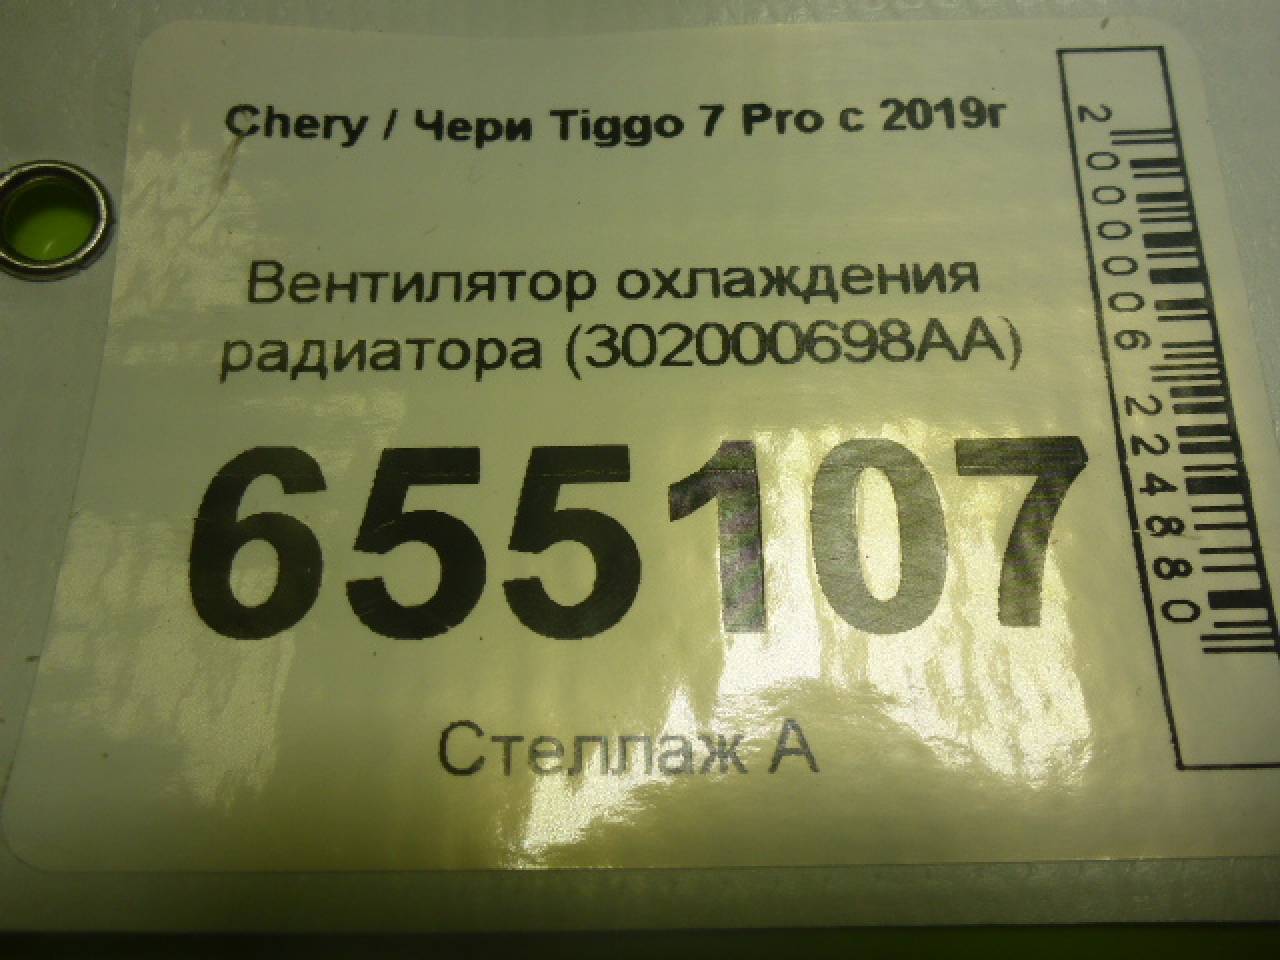 Chery / Чери Tiggo 7 Pro с 2019г
Вентилятор охлаждения
радиатора (302000698AA)
655107
Стеллаж А
2000006224880